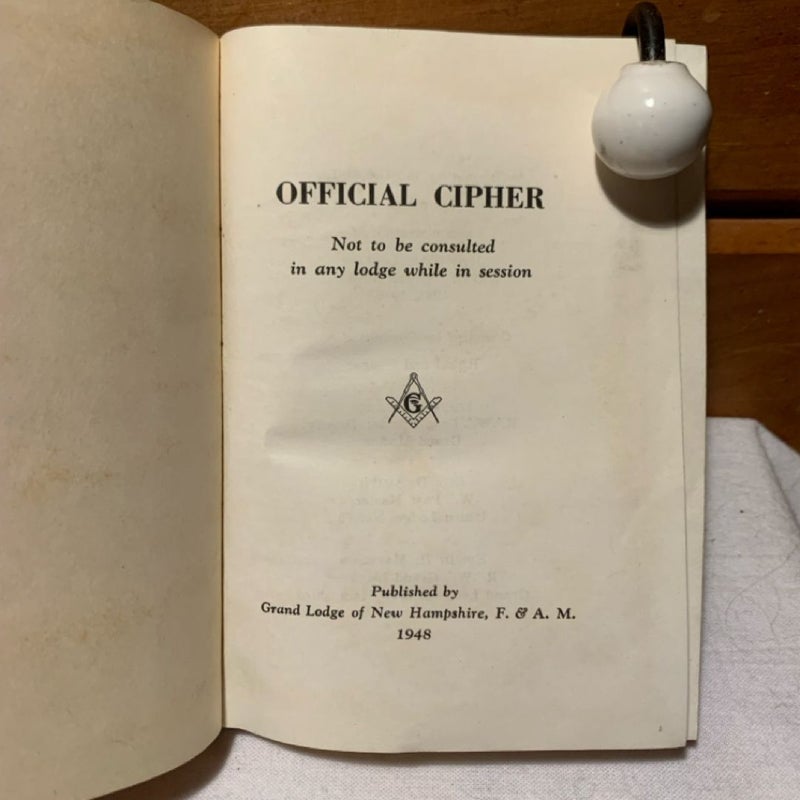 OFFICIAL CIPHER
Not to be consulted
in any lodge while in session
G
Published by
Grand Lodge of New Hampshire, F. & A. M.
1948